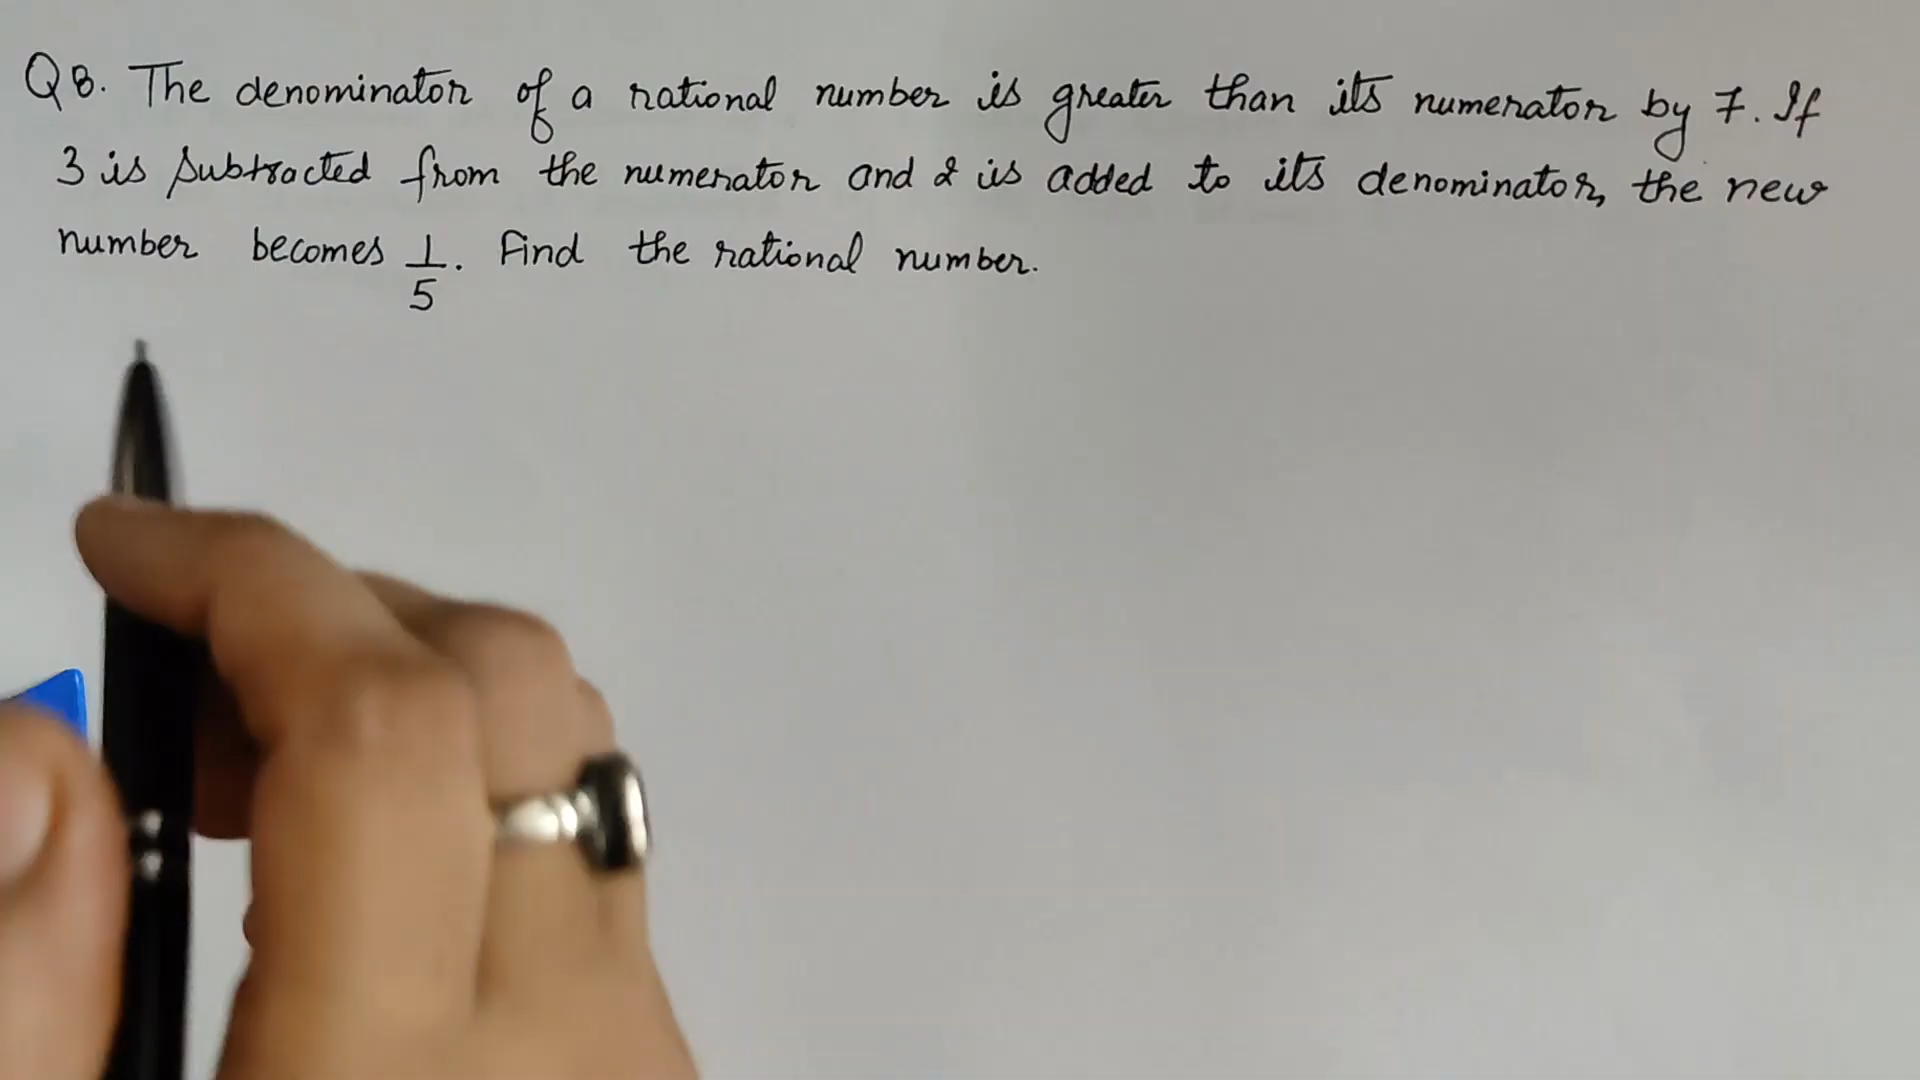 Q8. The denominator of a rational number is greater than its numerator by 7. If
3 is subtracted from the numerator and 2 is added to its denominator, the new
number becomes 1/5. Find the rational number.